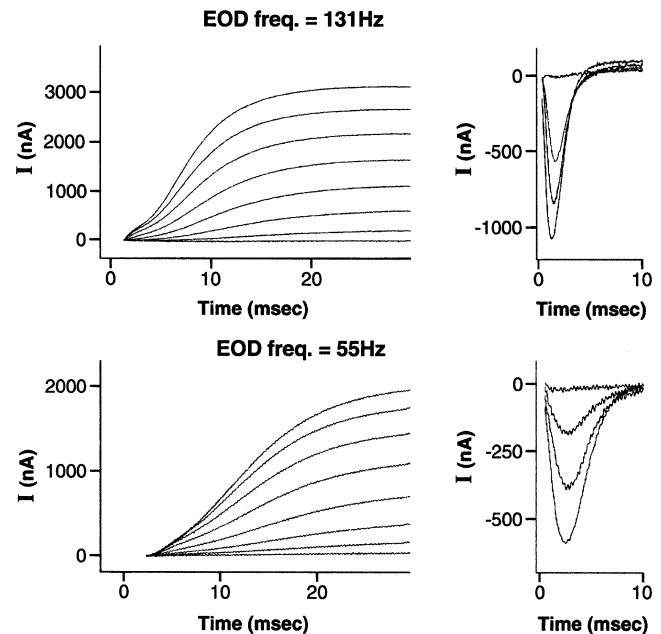 EOD freq. = 131Hz
I (nA)
3000
2000
1000
0
0
10
20
Time (msec)
I (nA)
0
-500
-1000
0
10
Time (msec)
EOD freq. = 55Hz
I (nA)
2000
1000
0
0
10
20
Time (msec)
I (nA)
0
-250
-500
0
10
Time (msec)